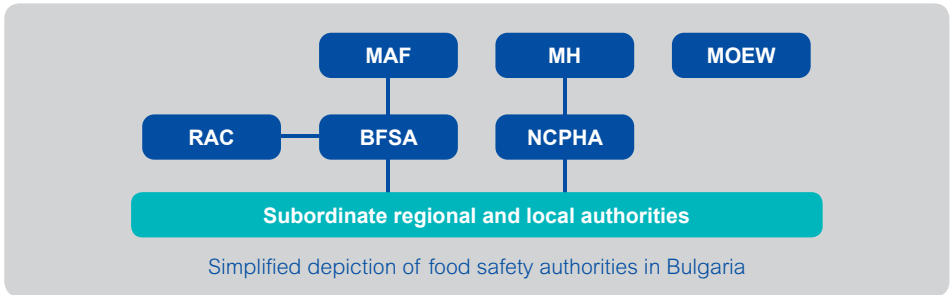 MAF
MH
MOEW
RAC
BFSA
NCPHA
Subordinate regional and local authorities
Simplified depiction of food safety authorities in Bulgaria